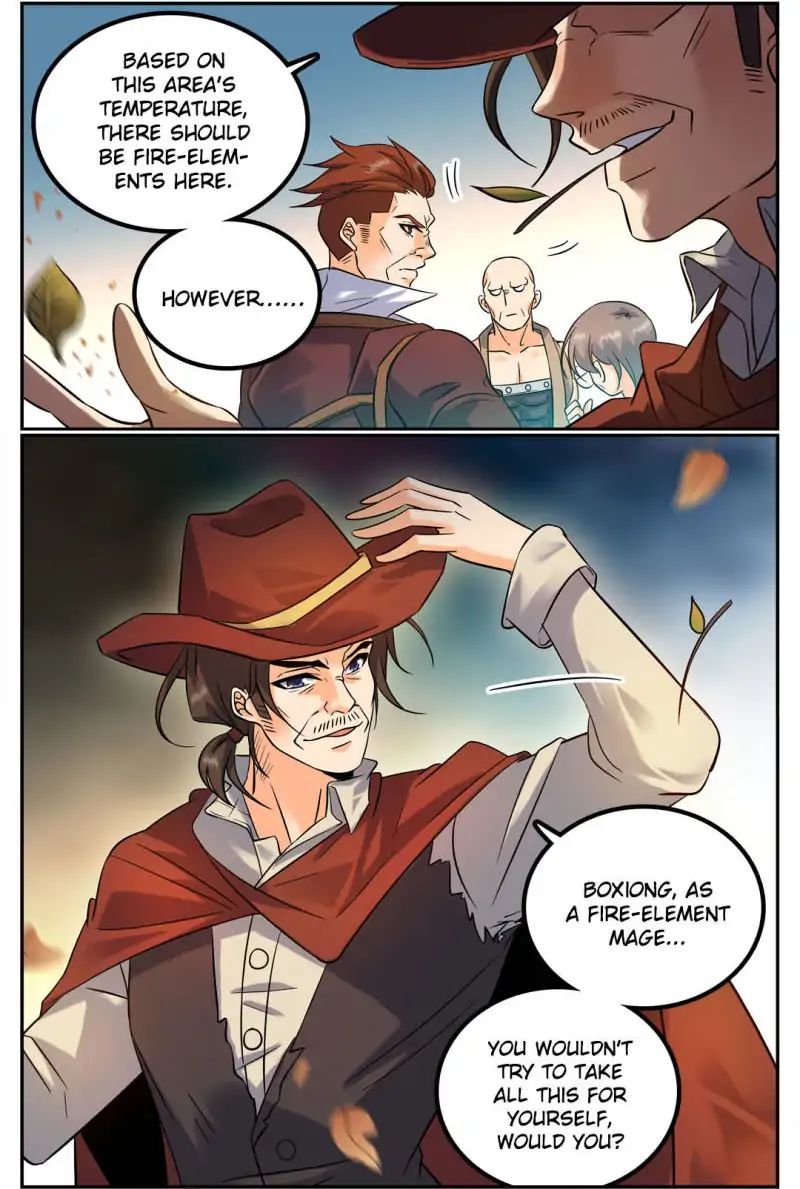 BASED ON
THIS AREA'S
TEMPERATURE,
THERE SHOULD
BE FIRE-ELEM-
ENTS HERE.
HOWEVER......
BOXIONG, AS
A FIRE-ELEMENT
MAGE...
YOU WOULDN'T
TRY TO TAKE
ALL THIS FOR
YOURSELF,
WOULD YOU?